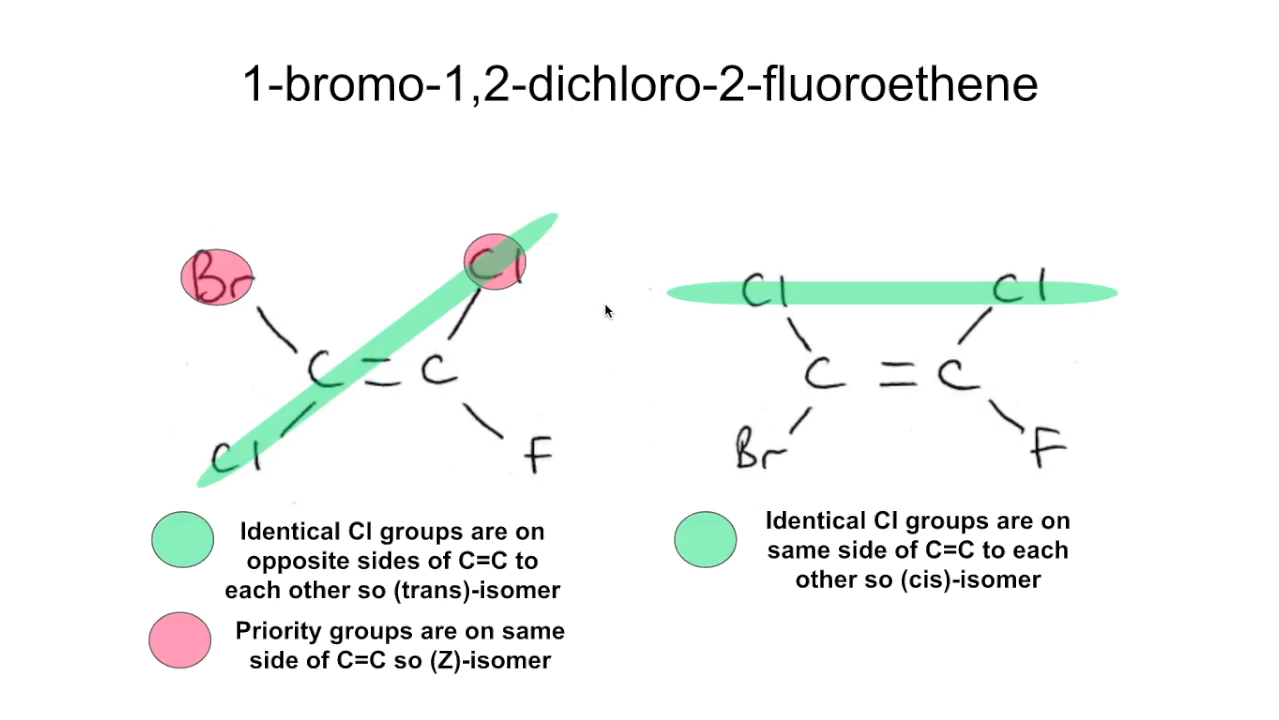 1-bromo-1,2-dichloro-2-fluoroethene
Br Cl
C = C
Cl F
Cl Cl
C = C
Br F
Identical Cl groups are on
opposite sides of C=C to
each other so (trans)-isomer
Priority groups are on same
side of C=C so (Z)-isomer
Identical Cl groups are on
same side of C=C to each
other so (cis)-isomer